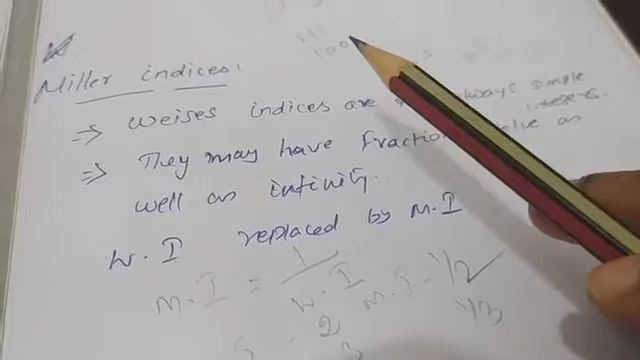 Miller indices:
⇒ Weises indices are always simple
integers.
⇒ They may have fraction value as
well as infinity.
W. I replaced by M. I
M. I = 1/W. I M. I - 1/2
1/3
2
3